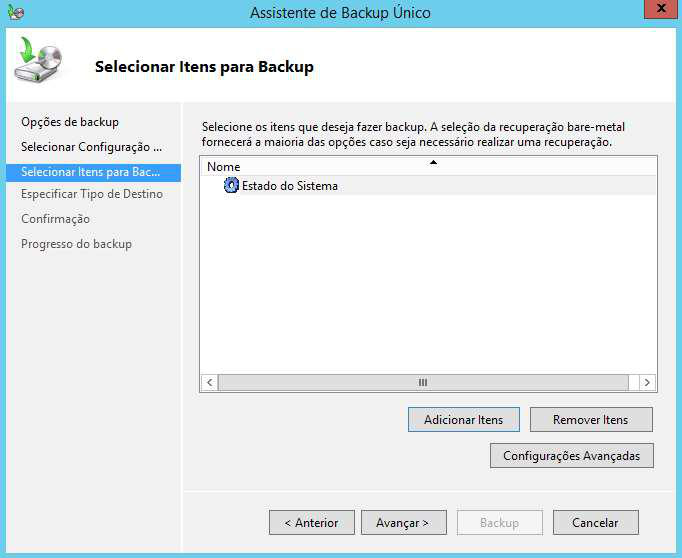 Assistente de Backup Único
x
Selecionar Itens para Backup
Opções de backup
Selecionar Configuração ...
Selecionar Itens para Bac...
Especificar Tipo de Destino
Confirmação
Progresso do backup
Selecione os itens que deseja fazer backup. A seleção da recuperação bare-metal
fornecerá a maioria das opções caso seja necessário realizar uma recuperação.
Nome
Estado do Sistema
Adicionar Itens
Remover Itens
Configurações Avançadas
< Anterior
Avançar >
Backup
Cancelar